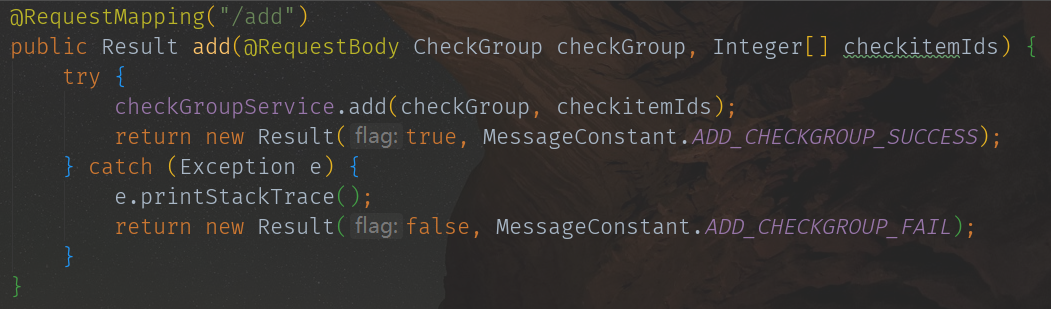 @RequestMapping("/add")
public Result add(@RequestBody CheckGroup checkGroup, Integer[] checkitemIds) {
    try {
        checkGroupService.add(checkGroup, checkitemIds);
        return new Result( flag: true, MessageConstant.ADD_CHECKGROUP_SUCCESS);
    } catch (Exception e) {
        e.printStackTrace();
        return new Result( flag: false, MessageConstant.ADD_CHECKGROUP_FAIL);
    }
}